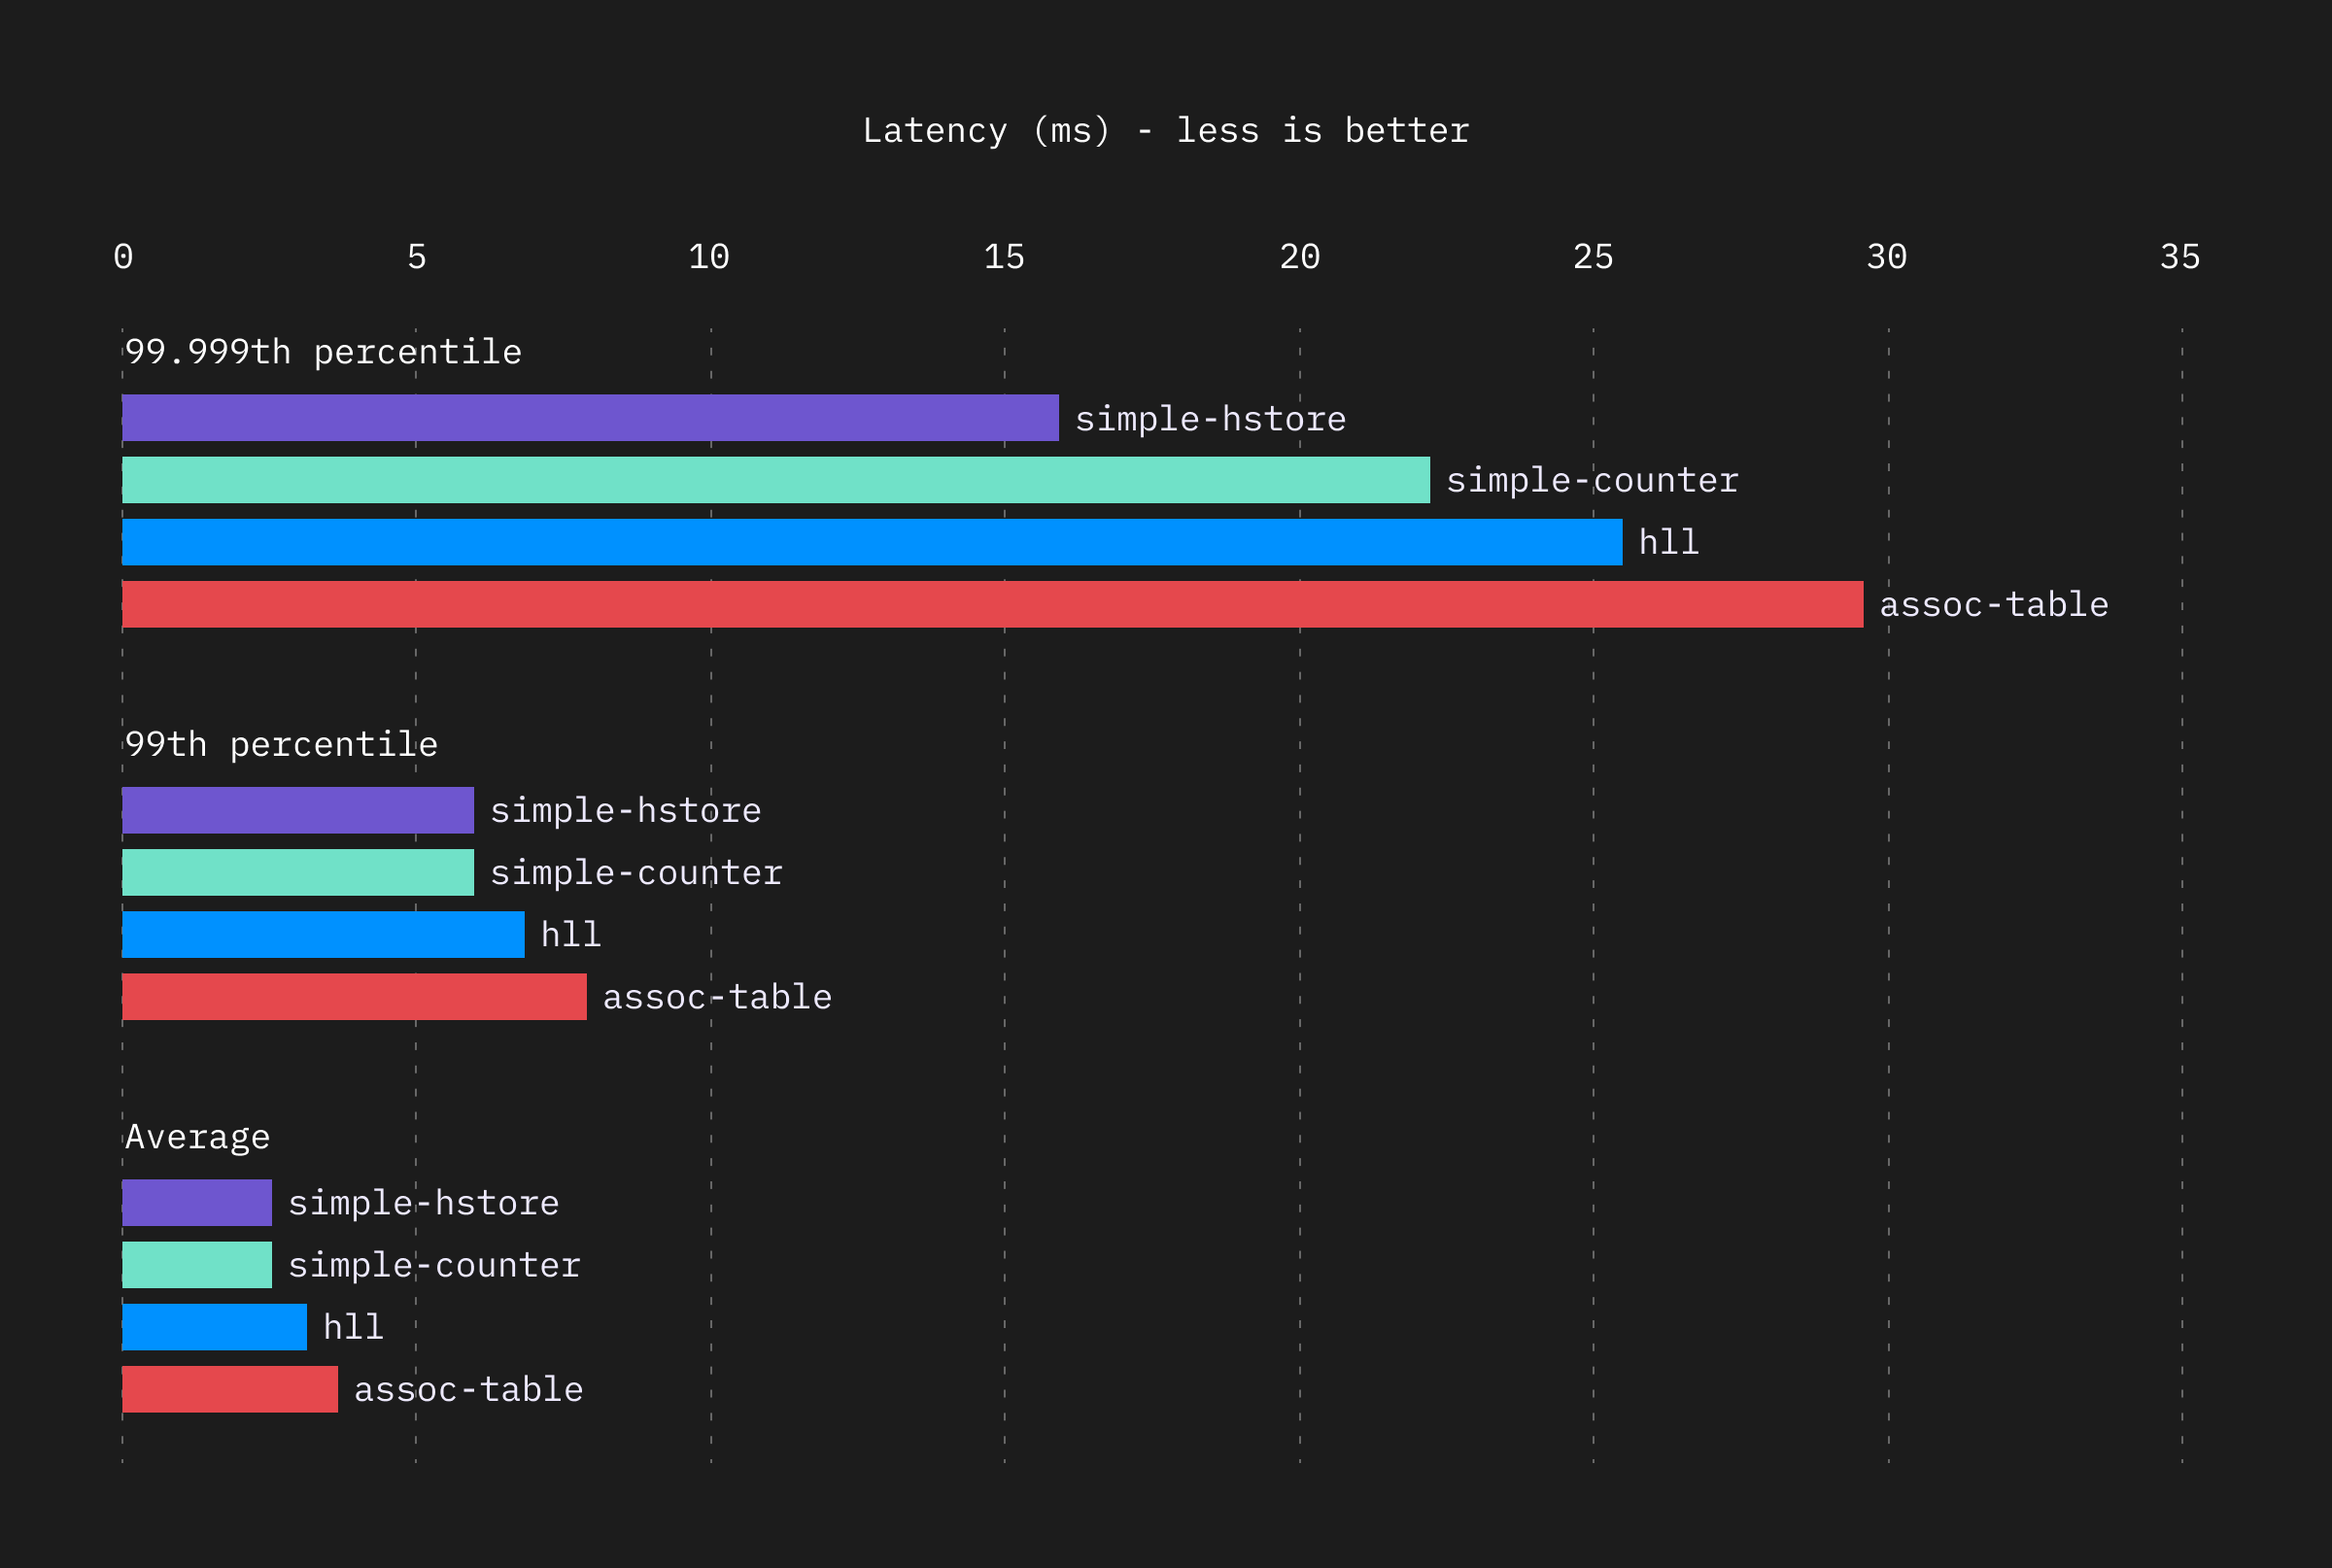 Latency (ms) - less is better
0 5 10 15 20 25 30 35
99.999th percentile
simple-hstore
simple-counter
hll
assoc-table
99th percentile
simple-hstore
simple-counter
hll
assoc-table
Average
simple-hstore
simple-counter
hll
assoc-table